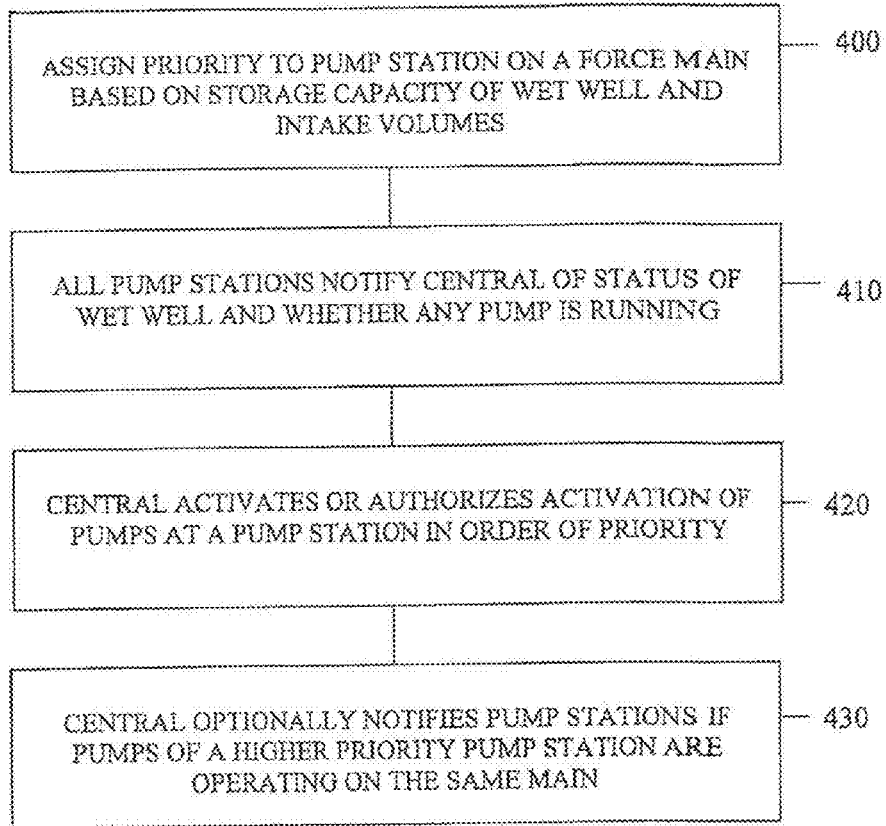 ASSIGN PRIORITY TO PUMP STATION ON A FORCE MAIN
BASED ON STORAGE CAPACITY OF WET WELL AND
INTAKE VOLUMES
400
ALL PUMP STATIONS NOTIFY CENTRAL OF STATUS OF
WET WELL AND WHETHER ANY PUMP IS RUNNING
410
CENTRAL ACTIVATES OR AUTHORIZES ACTIVATION OF
PUMPS AT A PUMP STATION IN ORDER OF PRIORITY
420
CENTRAL OPTIONALLY NOTIFIES PUMP STATIONS IF
PUMPS OF A HIGHER PRIORITY PUMP STATION ARE
OPERATING ON THE SAME MAIN
430